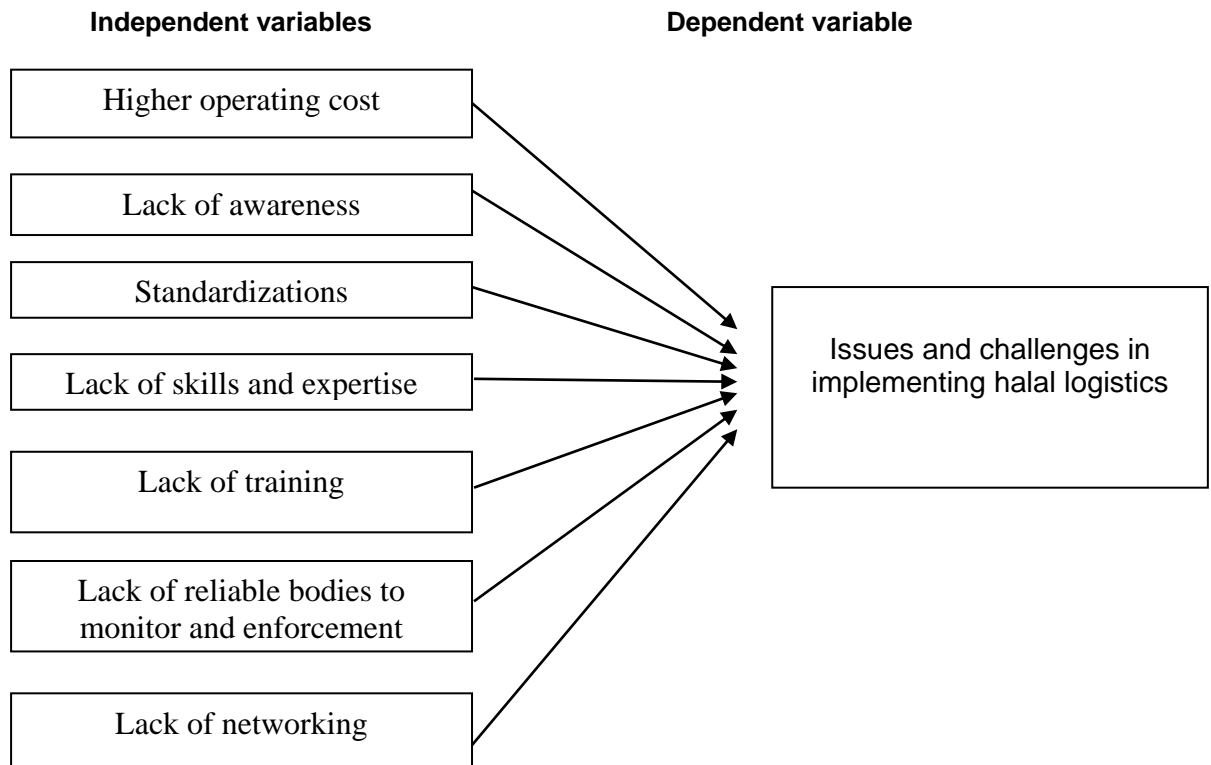 Independent variables
Dependent variable
Higher operating cost
Lack of awareness
Standardizations
Lack of skills and expertise
Lack of training
Lack of reliable bodies to
monitor and enforcement
Lack of networking
Issues and challenges in
implementing halal logistics